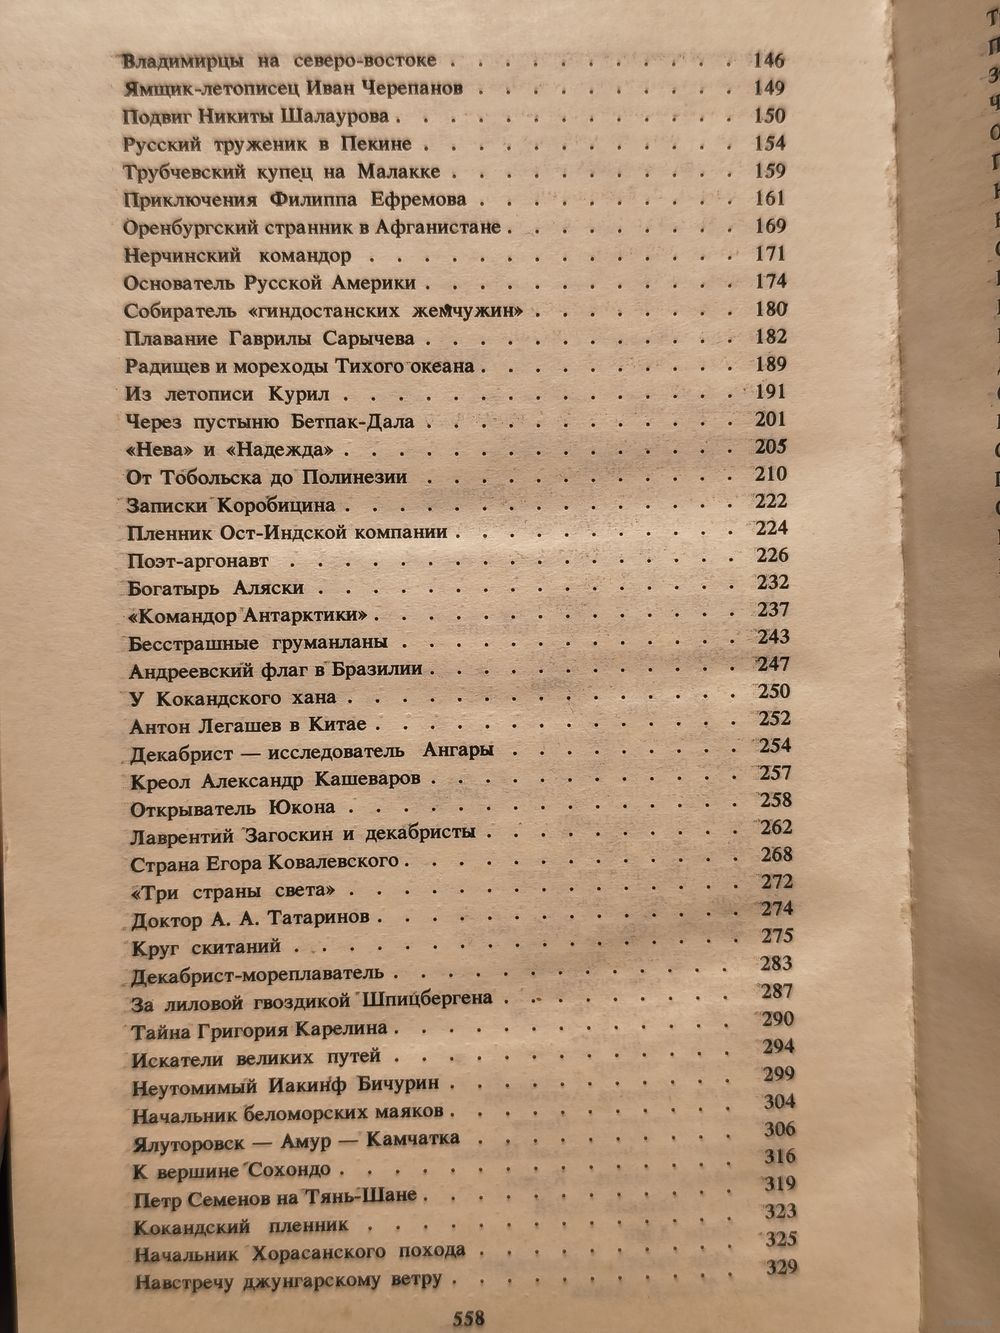 Владимирцы на северо-востоке . . . . . . . . . . . 146
Ямщик-летописец Иван Черепанов . . . . . . . . . . 149
Подвиг Никиты Шалаурова . . . . . . . . . . . . . 150
Русский труженик в Пекине . . . . . . . . . . . . 154
Трубчевский купец на Малакке . . . . . . . . . . . 159
Приключения Филиппа Ефремова . . . . . . . . . . 161
Оренбургский странник в Афганистане . . . . . . . . . 169
Нерчинский командор . . . . . . . . . . . . . . 171
Основатель Русской Америки . . . . . . . . . . . . 174
Собиратель «гиндостанских жемчужин» . . . . . . . . 180
Плавание Гаврилы Сарычева . . . . . . . . . . . . 182
Радищев и мореходы Тихого океана . . . . . . . . . . 189
Из летописи Курил . . . . . . . . . . . . . . . 191
Через пустыню Бетпак-Дала . . . . . . . . . . . . 201
«Нева» и «Надежда» . . . . . . . . . . . . . . . 205
От Тобольска до Полинезии . . . . . . . . . . . . 210
Записки Коробицина . . . . . . . . . . . . . . . 222
Пленник Ост-Индской компании . . . . . . . . . . . 224
Поэт-аргонавт . . . . . . . . . . . . . . . . . 226
Богатырь Аляски . . . . . . . . . . . . . . . . 232
«Командор Антарктики» . . . . . . . . . . . . . . 237
Бесстрашные груманланы . . . . . . . . . . . . . 243
Андреевский флаг в Бразилии . . . . . . . . . . . . 247
У Кокандского хана . . . . . . . . . . . . . . . 250
Антон Легашев в Китае . . . . . . . . . . . . . . 252
Декабрист — исследователь Ангары . . . . . . . . . 254
Креол Александр Кашеваров . . . . . . . . . . . . 257
Открыватель Юкона . . . . . . . . . . . . . . . 258
Лаврентий Загоскин и декабристы . . . . . . . . . . 262
Страна Егора Ковалевского . . . . . . . . . . . . . 268
«Три страны света» . . . . . . . . . . . . . . . 272
Доктор А. А. Татаринов . . . . . . . . . . . . . . 274
Круг скитаний . . . . . . . . . . . . . . . . . 275
Декабрист-мореплаватель . . . . . . . . . . . . . 283
За лиловой гвоздикой Шпицбергена . . . . . . . . . 287
Тайна Григория Карелина . . . . . . . . . . . . . 290
Искатели великих путей . . . . . . . . . . . . . 294
Неутомимый Иакинф Бичурин . . . . . . . . . . . 299
Начальник беломорских маяков . . . . . . . . . . . 304
Ялуторовск — Амур — Камчатка . . . . . . . . . . 306
К вершине Сохондо . . . . . . . . . . . . . . . 316
Петр Семенов на Тянь-Шане . . . . . . . . . . . . 319
Кокандский пленник . . . . . . . . . . . . . . 323
Начальник Хорасанского похода . . . . . . . . . . 325
Навстречу джунгарскому ветру . . . . . . . . . . . 329
558